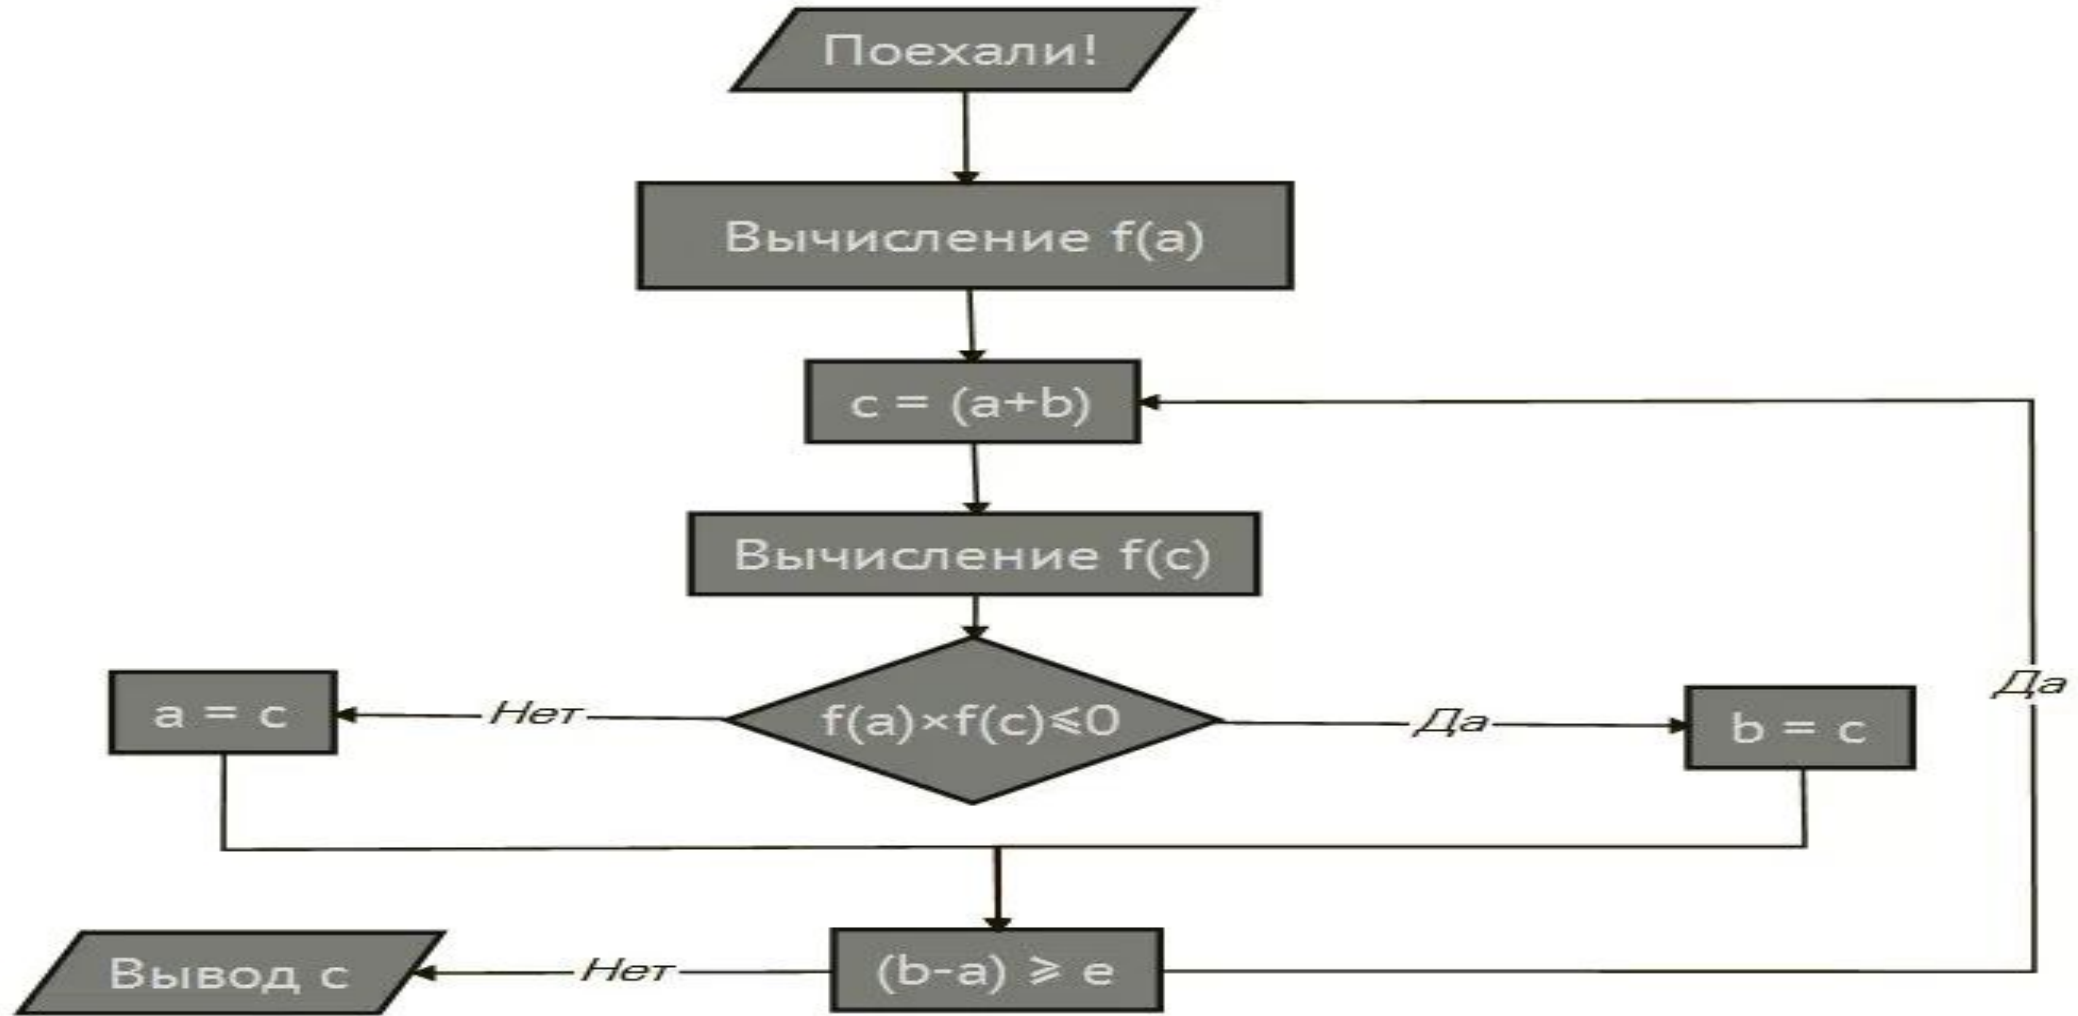 Поехали!
Вычисление f(a)
c = (a+b)
Вычисление f(c)
a = c
Нет
f(a)×f(c)⩽0
Да
b = c
Да
Вывод c
Нет
(b-a) ⩾ e